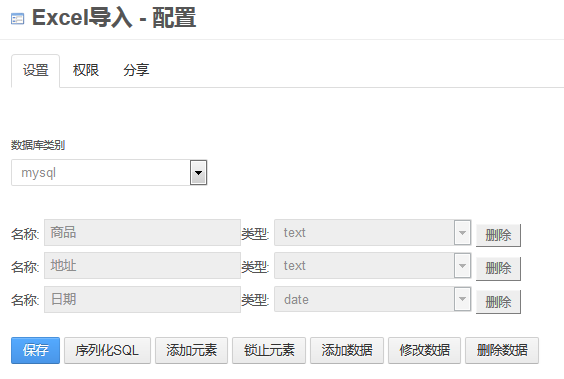 Excel导入 - 配置
设置 权限 分享
数据库类别
mysql
名称: 商品 类型: text 删除
名称: 地址 类型: text 删除
名称: 日期 类型: date 删除
保存 序列化SQL 添加元素 锁止元素 添加数据 修改数据 删除数据